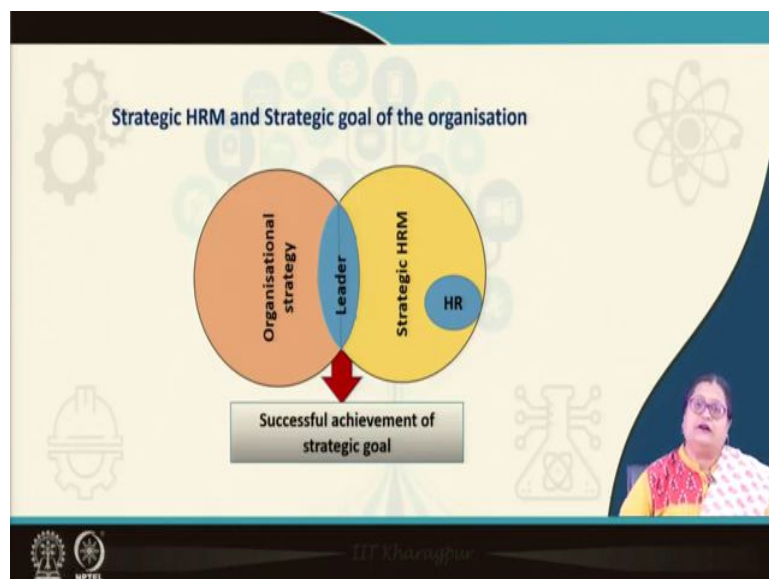 Strategic HRM and Strategic goal of the organisation
Organisational
strategy
Leader
Strategic HRM
HR
Successful achievement of
strategic goal
IIT Kharagpur
NPTEL